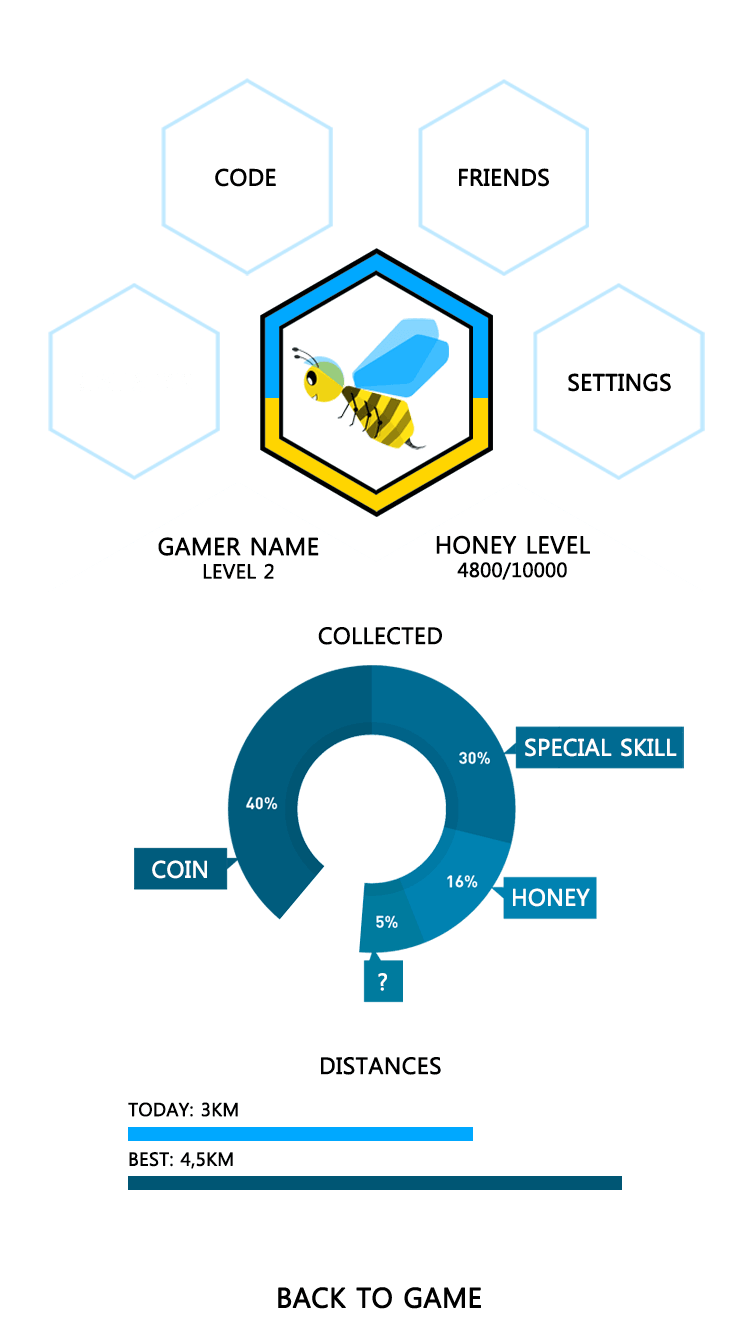 CODE
FRIENDS
SETTINGS
GAMER NAME
LEVEL 2
HONEY LEVEL
4800/10000
COLLECTED
SPECIAL SKILL
30%
40%
COIN
16%
HONEY
5%
?
DISTANCES
TODAY: 3KM
BEST: 4,5KM
BACK TO GAME